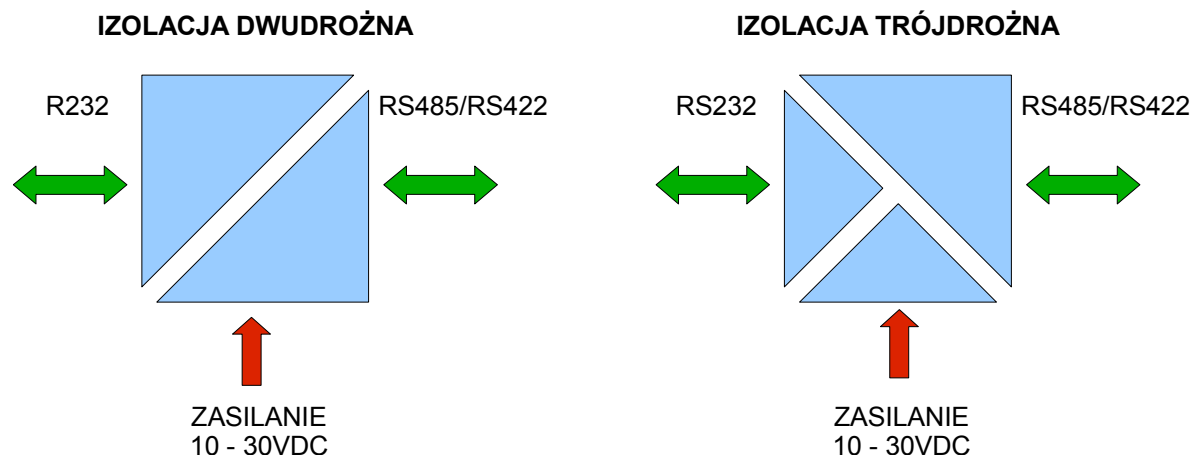 IZOLACJA DWUDROŻNA
R232
RS485/RS422
ZASILANIE
10 - 30VDC
IZOLACJA TRÓJDROŻNA
RS232
RS485/RS422
ZASILANIE
10 - 30VDC